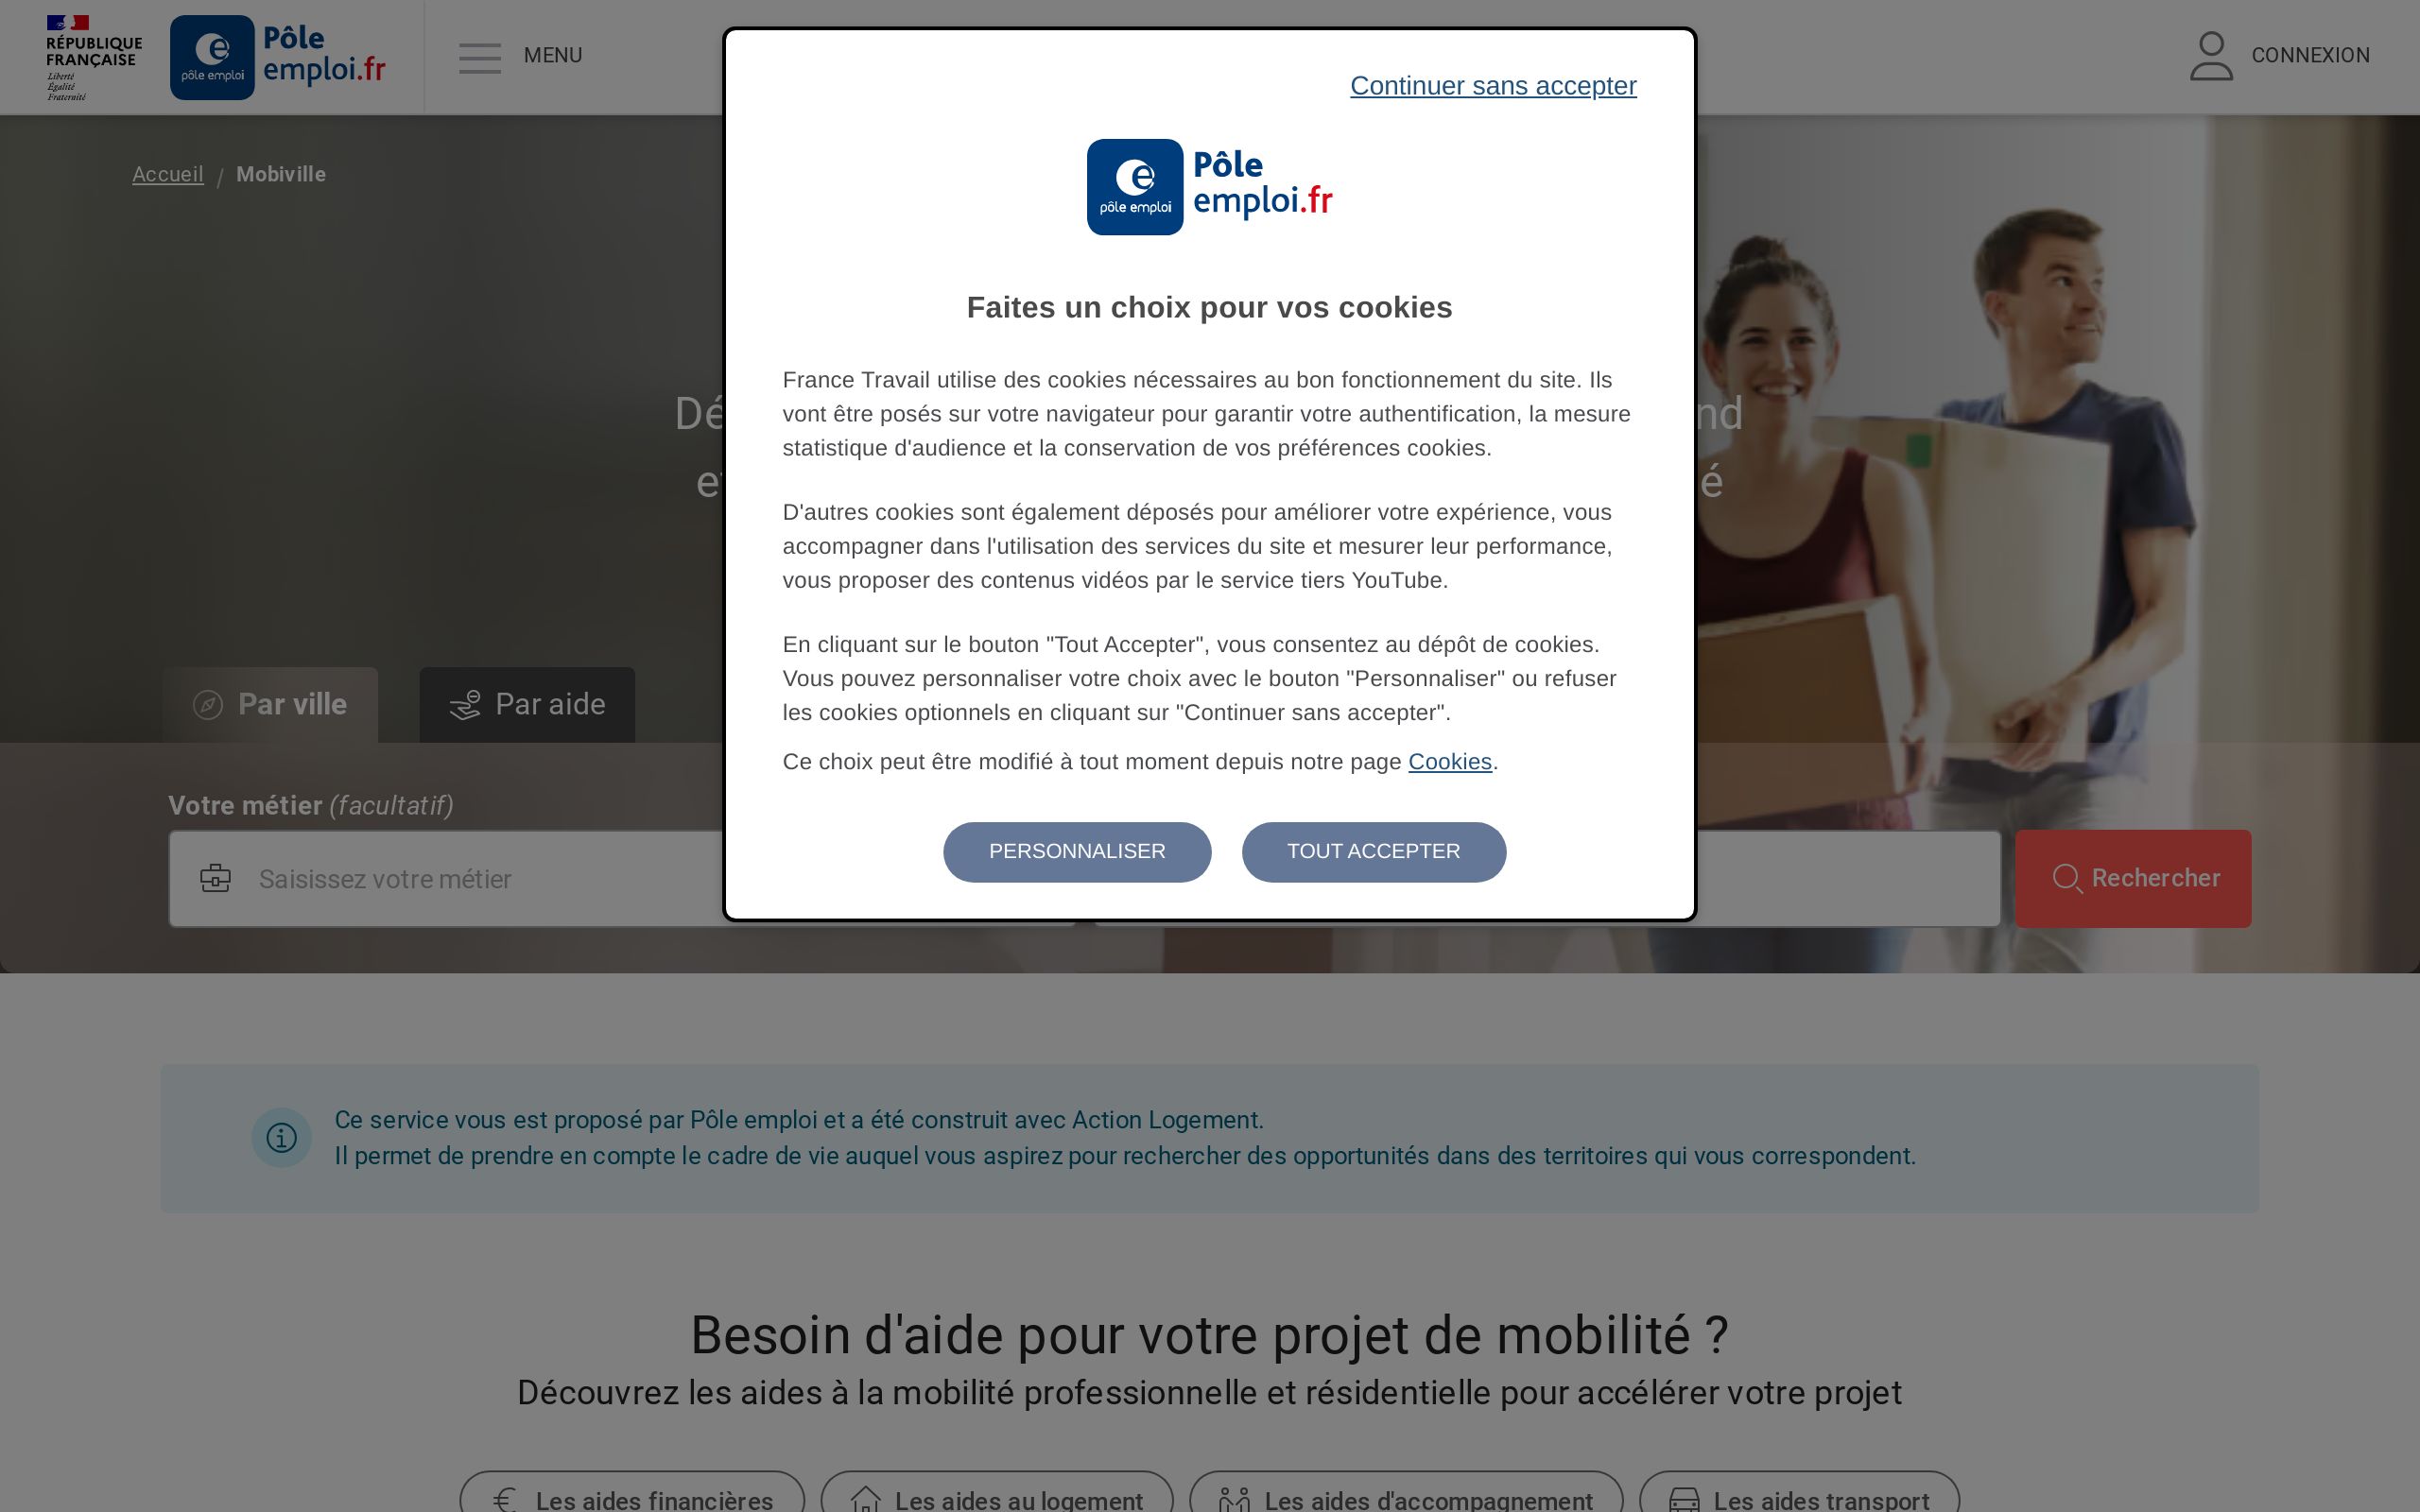 RÉPUBLIQUE
FRANÇAISE
Liberté
Égalité
Fraternité
pôle emploi
Pôle
emploi.fr
MENU
CONNEXION
Accueil / Mobiville
Continuer sans accepter
pôle emploi
Pôle
emploi.fr
Faites un choix pour vos cookies
France Travail utilise des cookies nécessaires au bon fonctionnement du site. Ils
vont être posés sur votre navigateur pour garantir votre authentification, la mesure
statistique d'audience et la conservation de vos préférences cookies.
D'autres cookies sont également déposés pour améliorer votre expérience, vous
accompagner dans l'utilisation des services du site et mesurer leur performance,
vous proposer des contenus vidéos par le service tiers YouTube.
En cliquant sur le bouton "Tout Accepter", vous consentez au dépôt de cookies.
Vous pouvez personnaliser votre choix avec le bouton "Personnaliser" ou refuser
les cookies optionnels en cliquant sur "Continuer sans accepter".
Ce choix peut être modifié à tout moment depuis notre page Cookies.
PERSONNALISER
TOUT ACCEPTER
Par ville
Par aide
Votre métier (facultatif)
Saisissez votre métier
Rechercher
Ce service vous est proposé par Pôle emploi et a été construit avec Action Logement.
Il permet de prendre en compte le cadre de vie auquel vous aspirez pour rechercher des opportunités dans des territoires qui vous correspondent.
Besoin d'aide pour votre projet de mobilité ?
Découvrez les aides à la mobilité professionnelle et résidentielle pour accélérer votre projet
Les aides financières
Les aides au logement
Les aides d'accompagnement
Les aides transport